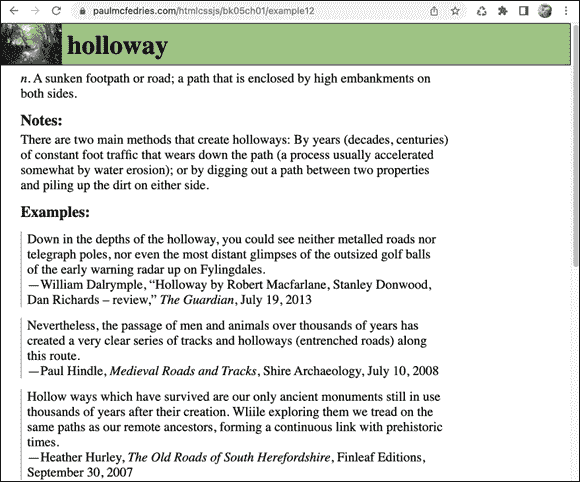 paulmcfedries.com/htmlcssjs/bk05ch01/example12
holloway
n. A sunken footpath or road; a path that is enclosed by high embankments on
both sides.
Notes:
There are two main methods that create holloways: By years (decades, centuries)
of constant foot traffic that wears down the path (a process usually accelerated
somewhat by water erosion); or by digging out a path between two properties
and piling up the dirt on either side.
Examples:
Down in the depths of the holloway, you could see neither metalled roads nor
telegraph poles, nor even the most distant glimpses of the outsized golf balls
of the early warning radar up on Fylingdales.
—William Dalrymple, “Holloway by Robert Macfarlane, Stanley Donwood,
Dan Richards – review,” The Guardian, July 19, 2013
Nevertheless, the passage of men and animals over thousands of years has
created a very clear series of tracks and holloways (entrenched roads) along
this route.
—Paul Hindle, Medieval Roads and Tracks, Shire Archaeology, July 10, 2008
Hollow ways which have survived are our only ancient monuments still in use
thousands of years after their creation. Wliile exploring them we tread on the
same paths as our remote ancestors, forming a continuous link with prehistoric
times.
—Heather Hurley, The Old Roads of South Herefordshire, Finleaf Editions,
September 30, 2007